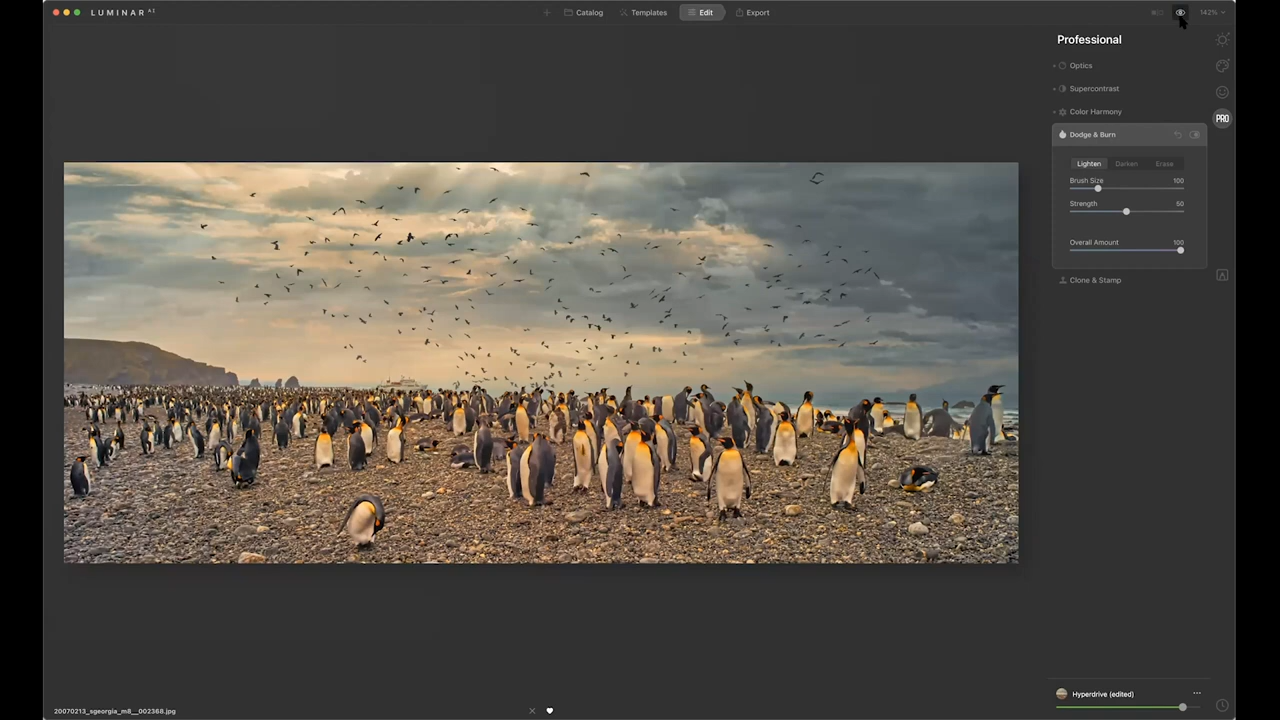 LUMINAR AI
Catalog
Templates
Edit
Export
142%
Professional
Optics
Supercontrast
Color Harmony
PRO
Dodge & Burn
Lighten Darken Erase
Brush Size 100
Strength 50
Overall Amount 100
Clone & Stamp
Hyperdrive (edited)
20070213_sgeorgia_m8__002368.jpg